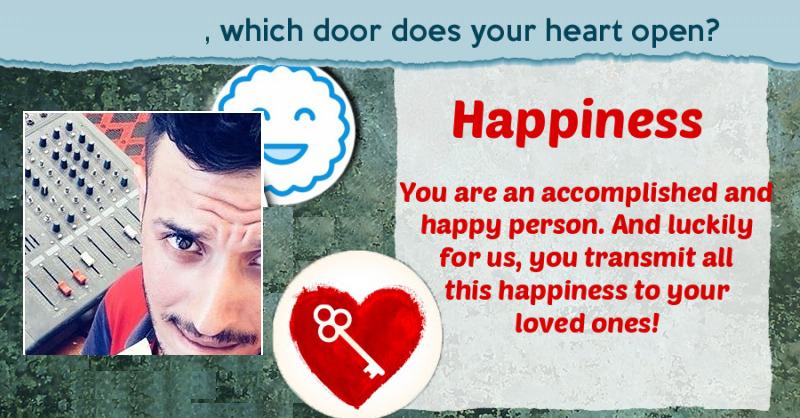 , which door does your heart open?
Happiness
You are an accomplished and
happy person. And luckily
for us, you transmit all
this happiness to your
loved ones!